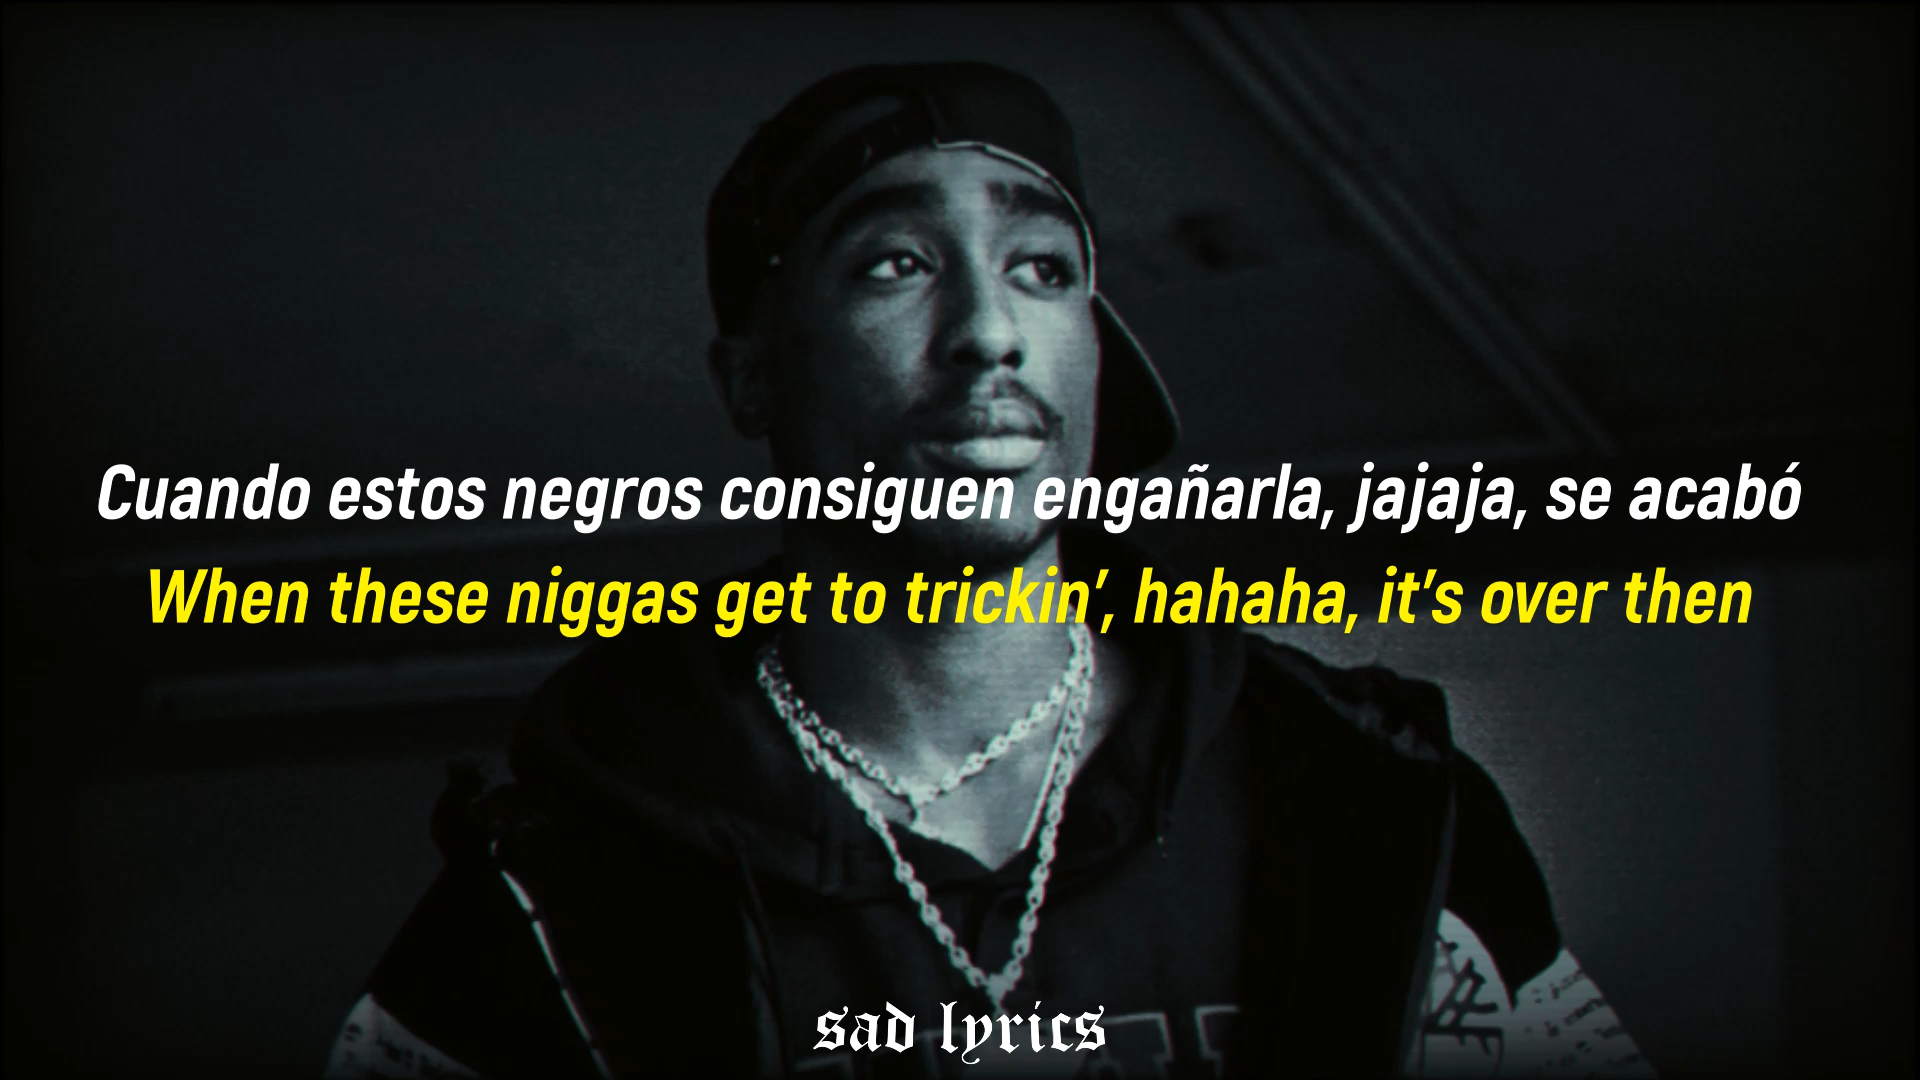 Cuando estos negros consiguen engañarla, jajaja, se acabó
When these niggas get to trickin’, hahaha, it’s over then
sad lyrics